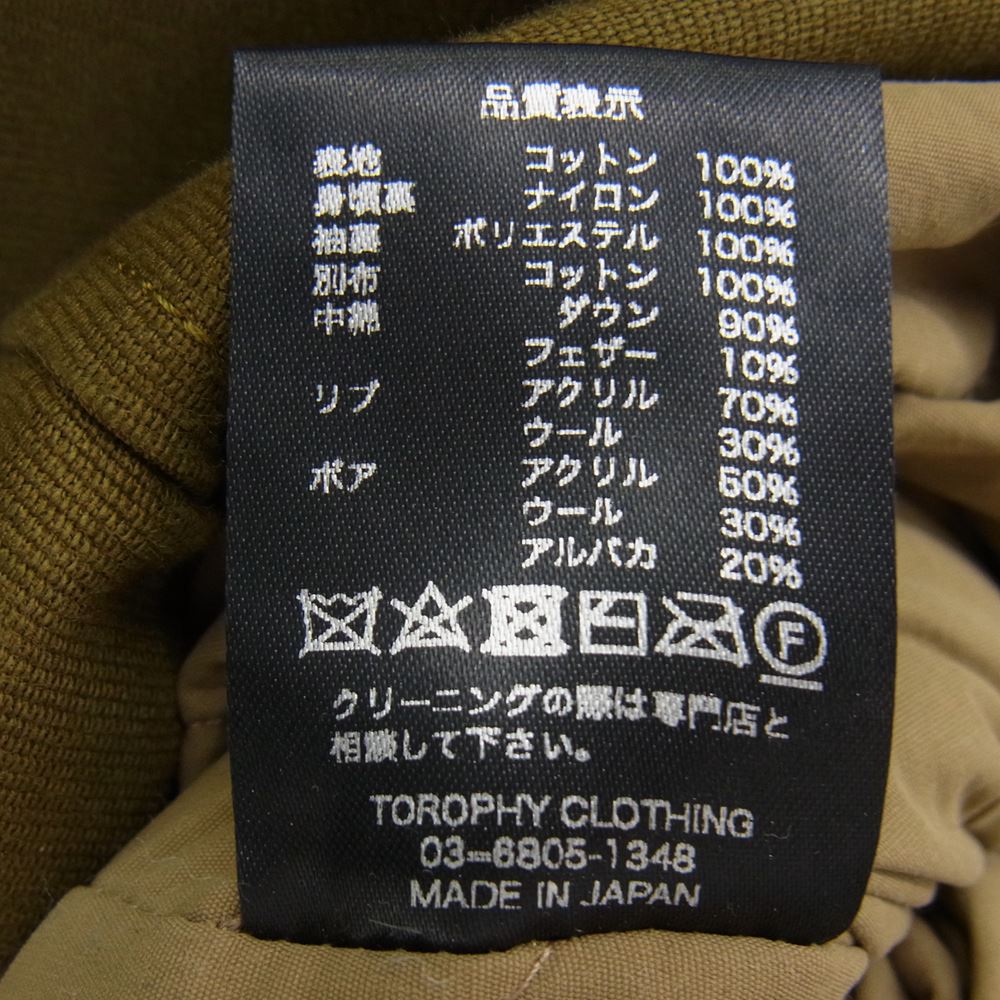 品質表示
表地 コットン 100%
身頃裏 ナイロン 100%
袖裏 ポリエステル 100%
別布 コットン 100%
中綿 ダウン 90%
フェザー 10%
リブ アクリル 70%
ウール 30%
ボア アクリル 50%
ウール 30%
アルパカ 20%
F
クリーニングの際は専門店と
相談して下さい。
TOROPHY CLOTHING
03-6805-1348
MADE IN JAPAN